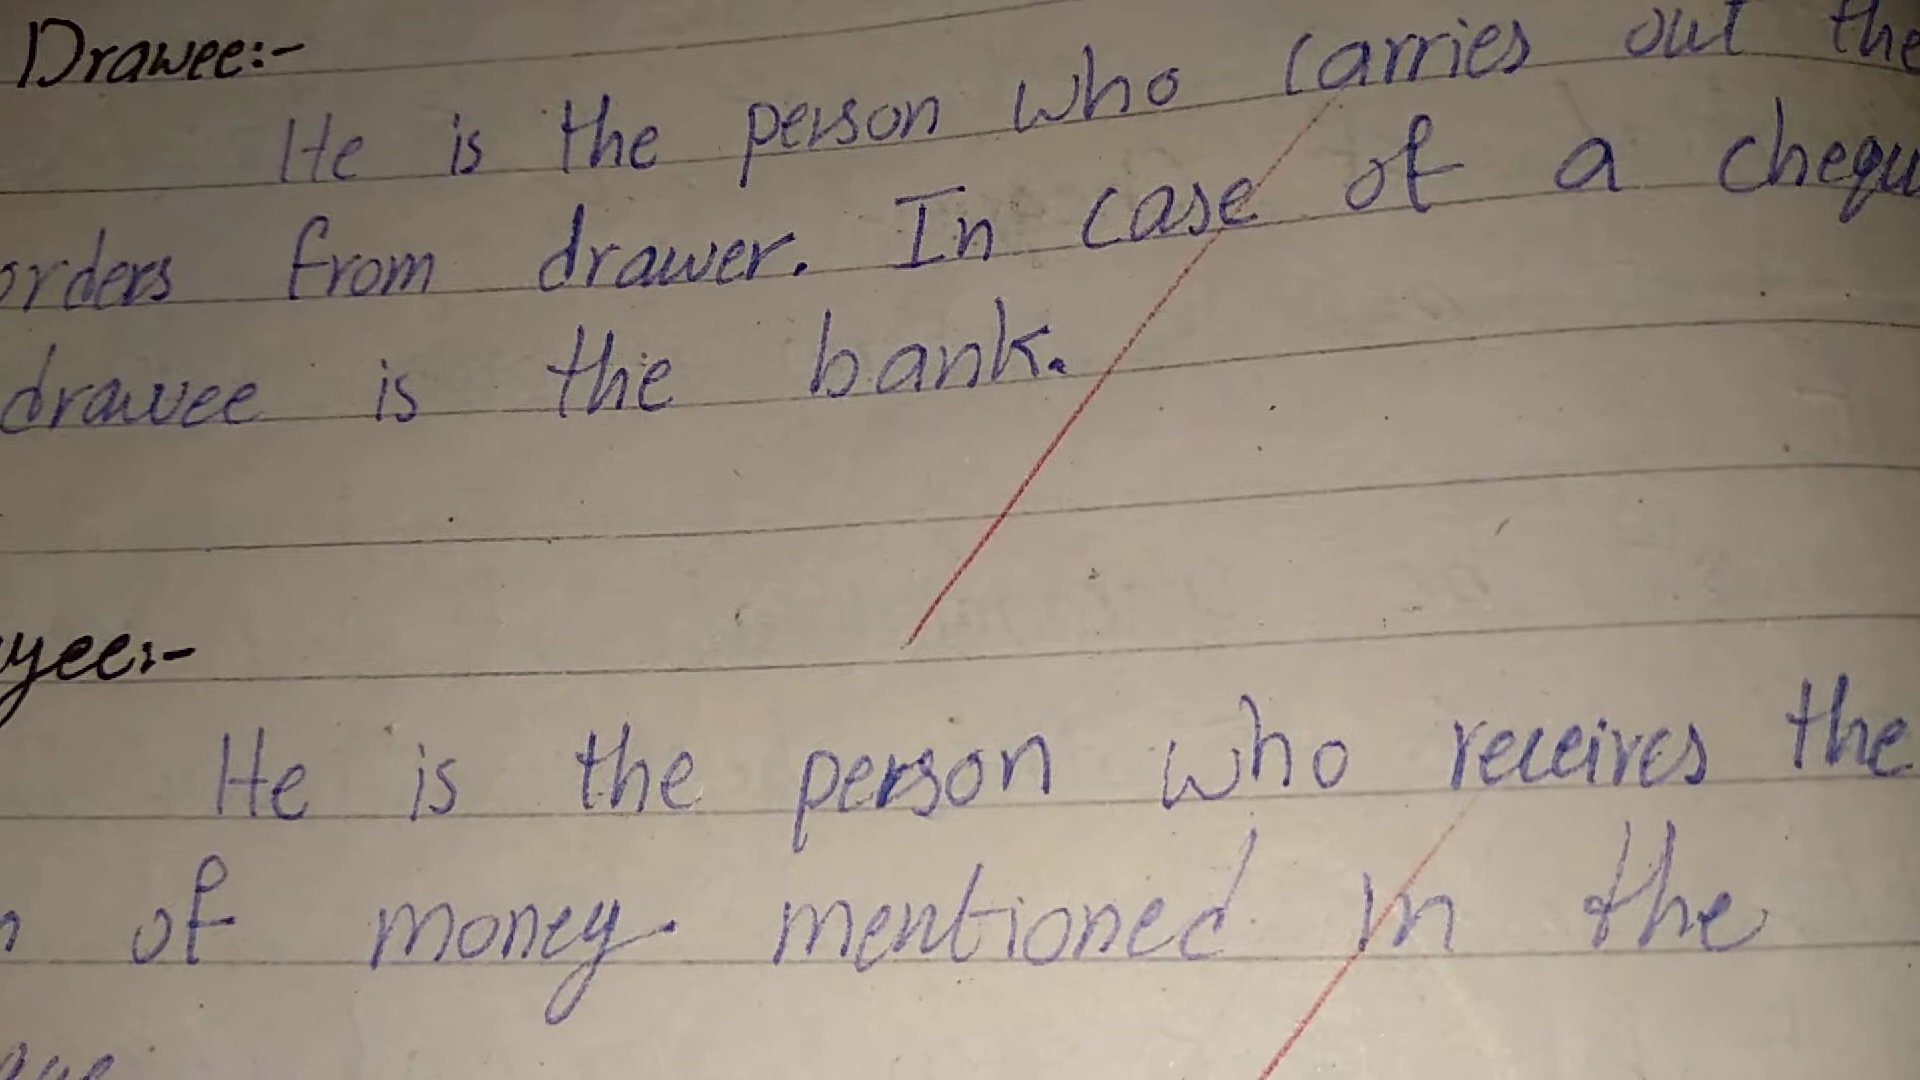 Drawee:-
He is the person who carries out the
orders from drawer. In case of a chequ
drawee is the bank.
yee:-
He is the person who receives the
of money mentioned in the